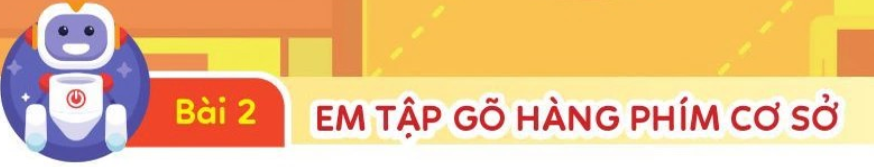 Bài 2
EM TẬP GÕ HÀNG PHÍM CƠ SỞ